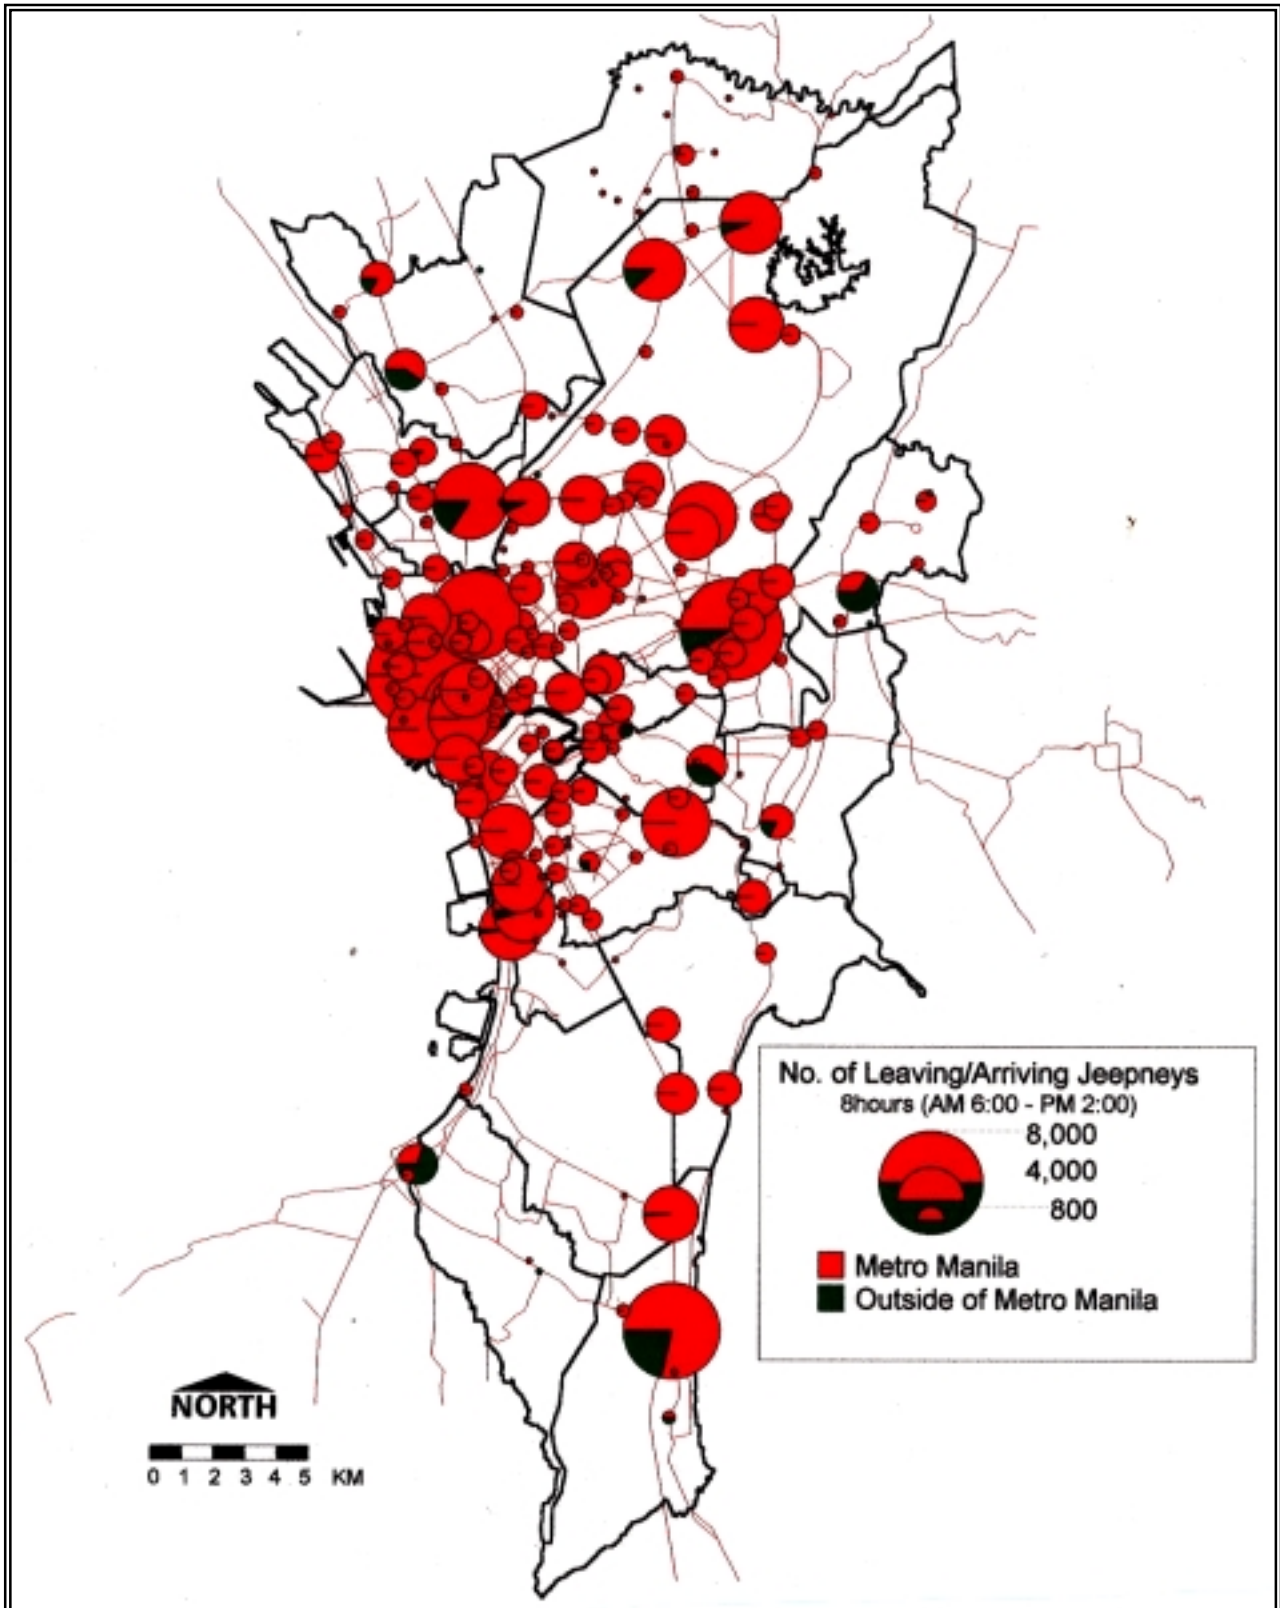 No. of Leaving/Arriving Jeepneys
8hours (AM 6:00 - PM 2:00)
8,000
4,000
800
Metro Manila
Outside of Metro Manila
NORTH
0 1 2 3 4 5 KM